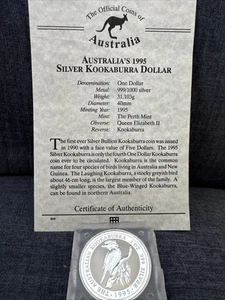 The Official Coins of
Australia
AUSTRALIA'S 1995
SILVER KOOKABURRA DOLLAR
Denomination: One Dollar
Metal: 999/1000 silver
Weight: 31.103g
Diameter: 40mm
Minting Year: 1995
Mint: The Perth Mint
Obverse: Queen Elizabeth II
Reverse: Kookaburra
The first ever Silver Bullion Kookaburra coin was issued
in 1990 with a face value of Five Dollars. The 1995
Silver Kookaburra is only the fourth One Dollar Kookaburra
coin ever to be circulated. Kookaburra is the common
name for four species of birds found in Australia and New
Guinea. The Laughing Kookaburra, a stocky grayish bird
about 46 cm long, is the largest member of the family. A
slightly smaller species, the Blue-Winged Kookaburra,
can be found in northern Australia.
Certificate of Authenticity
1995